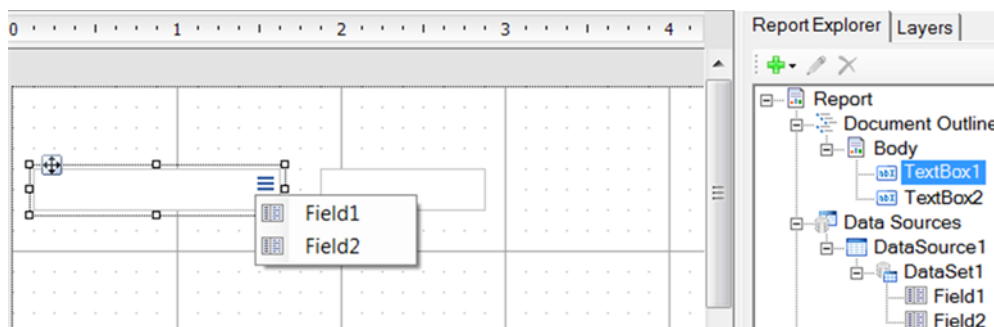 0 1 2 3 4
Field1
Field2
Report Explorer Layers
Report
Document Outline
Body
TextBox1
TextBox2
Data Sources
DataSource1
DataSet1
Field1
Field2